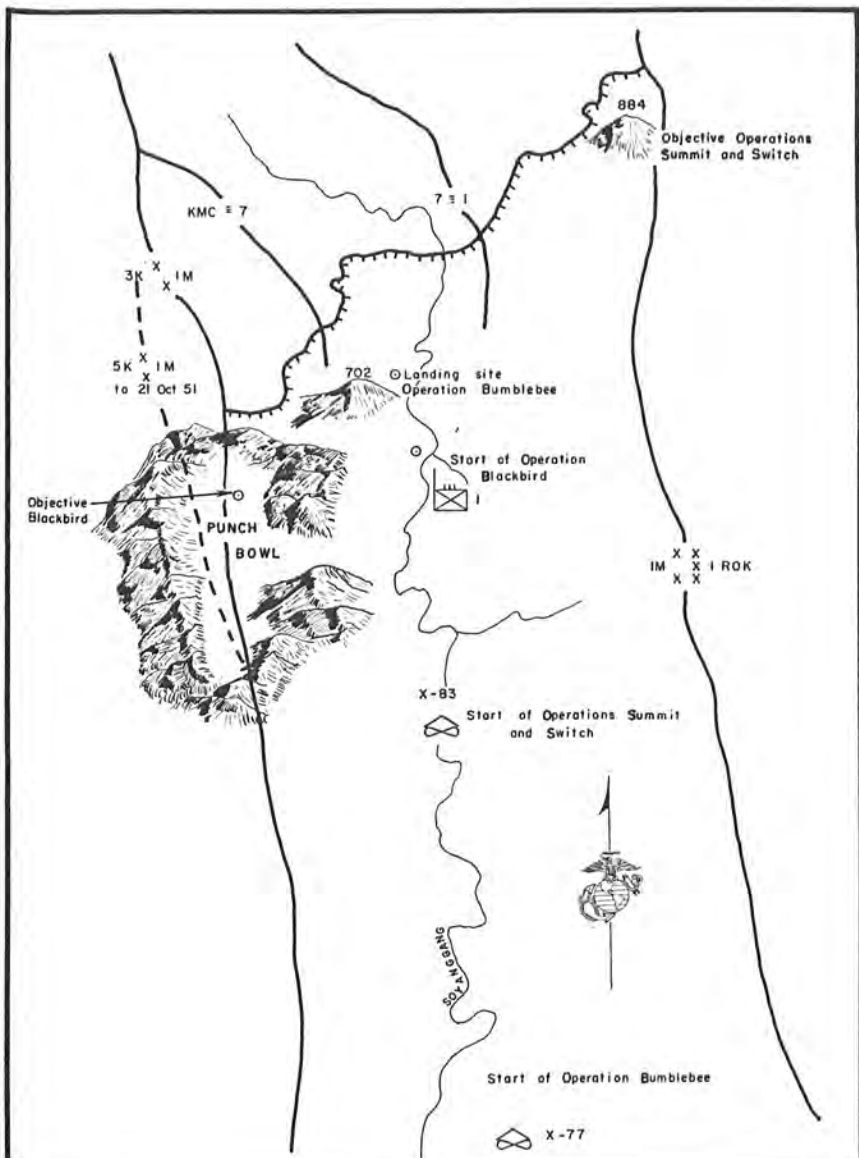 884
Objective Operations
Summit and Switch
7 ≡ 1
KMC ≡ 7
3K X X X 1M
5K X X 1M
to 21 Oct 51
702
Landing site
Operation Bumblebee
Start of Operation
Blackbird
1
Objective
Blackbird
PUNCH
BOWL
X X
1M X 1 ROK
X X
X-83
Start of Operations Summit
and Switch
SOYANG GANG
Start of Operation Bumblebee
X-77